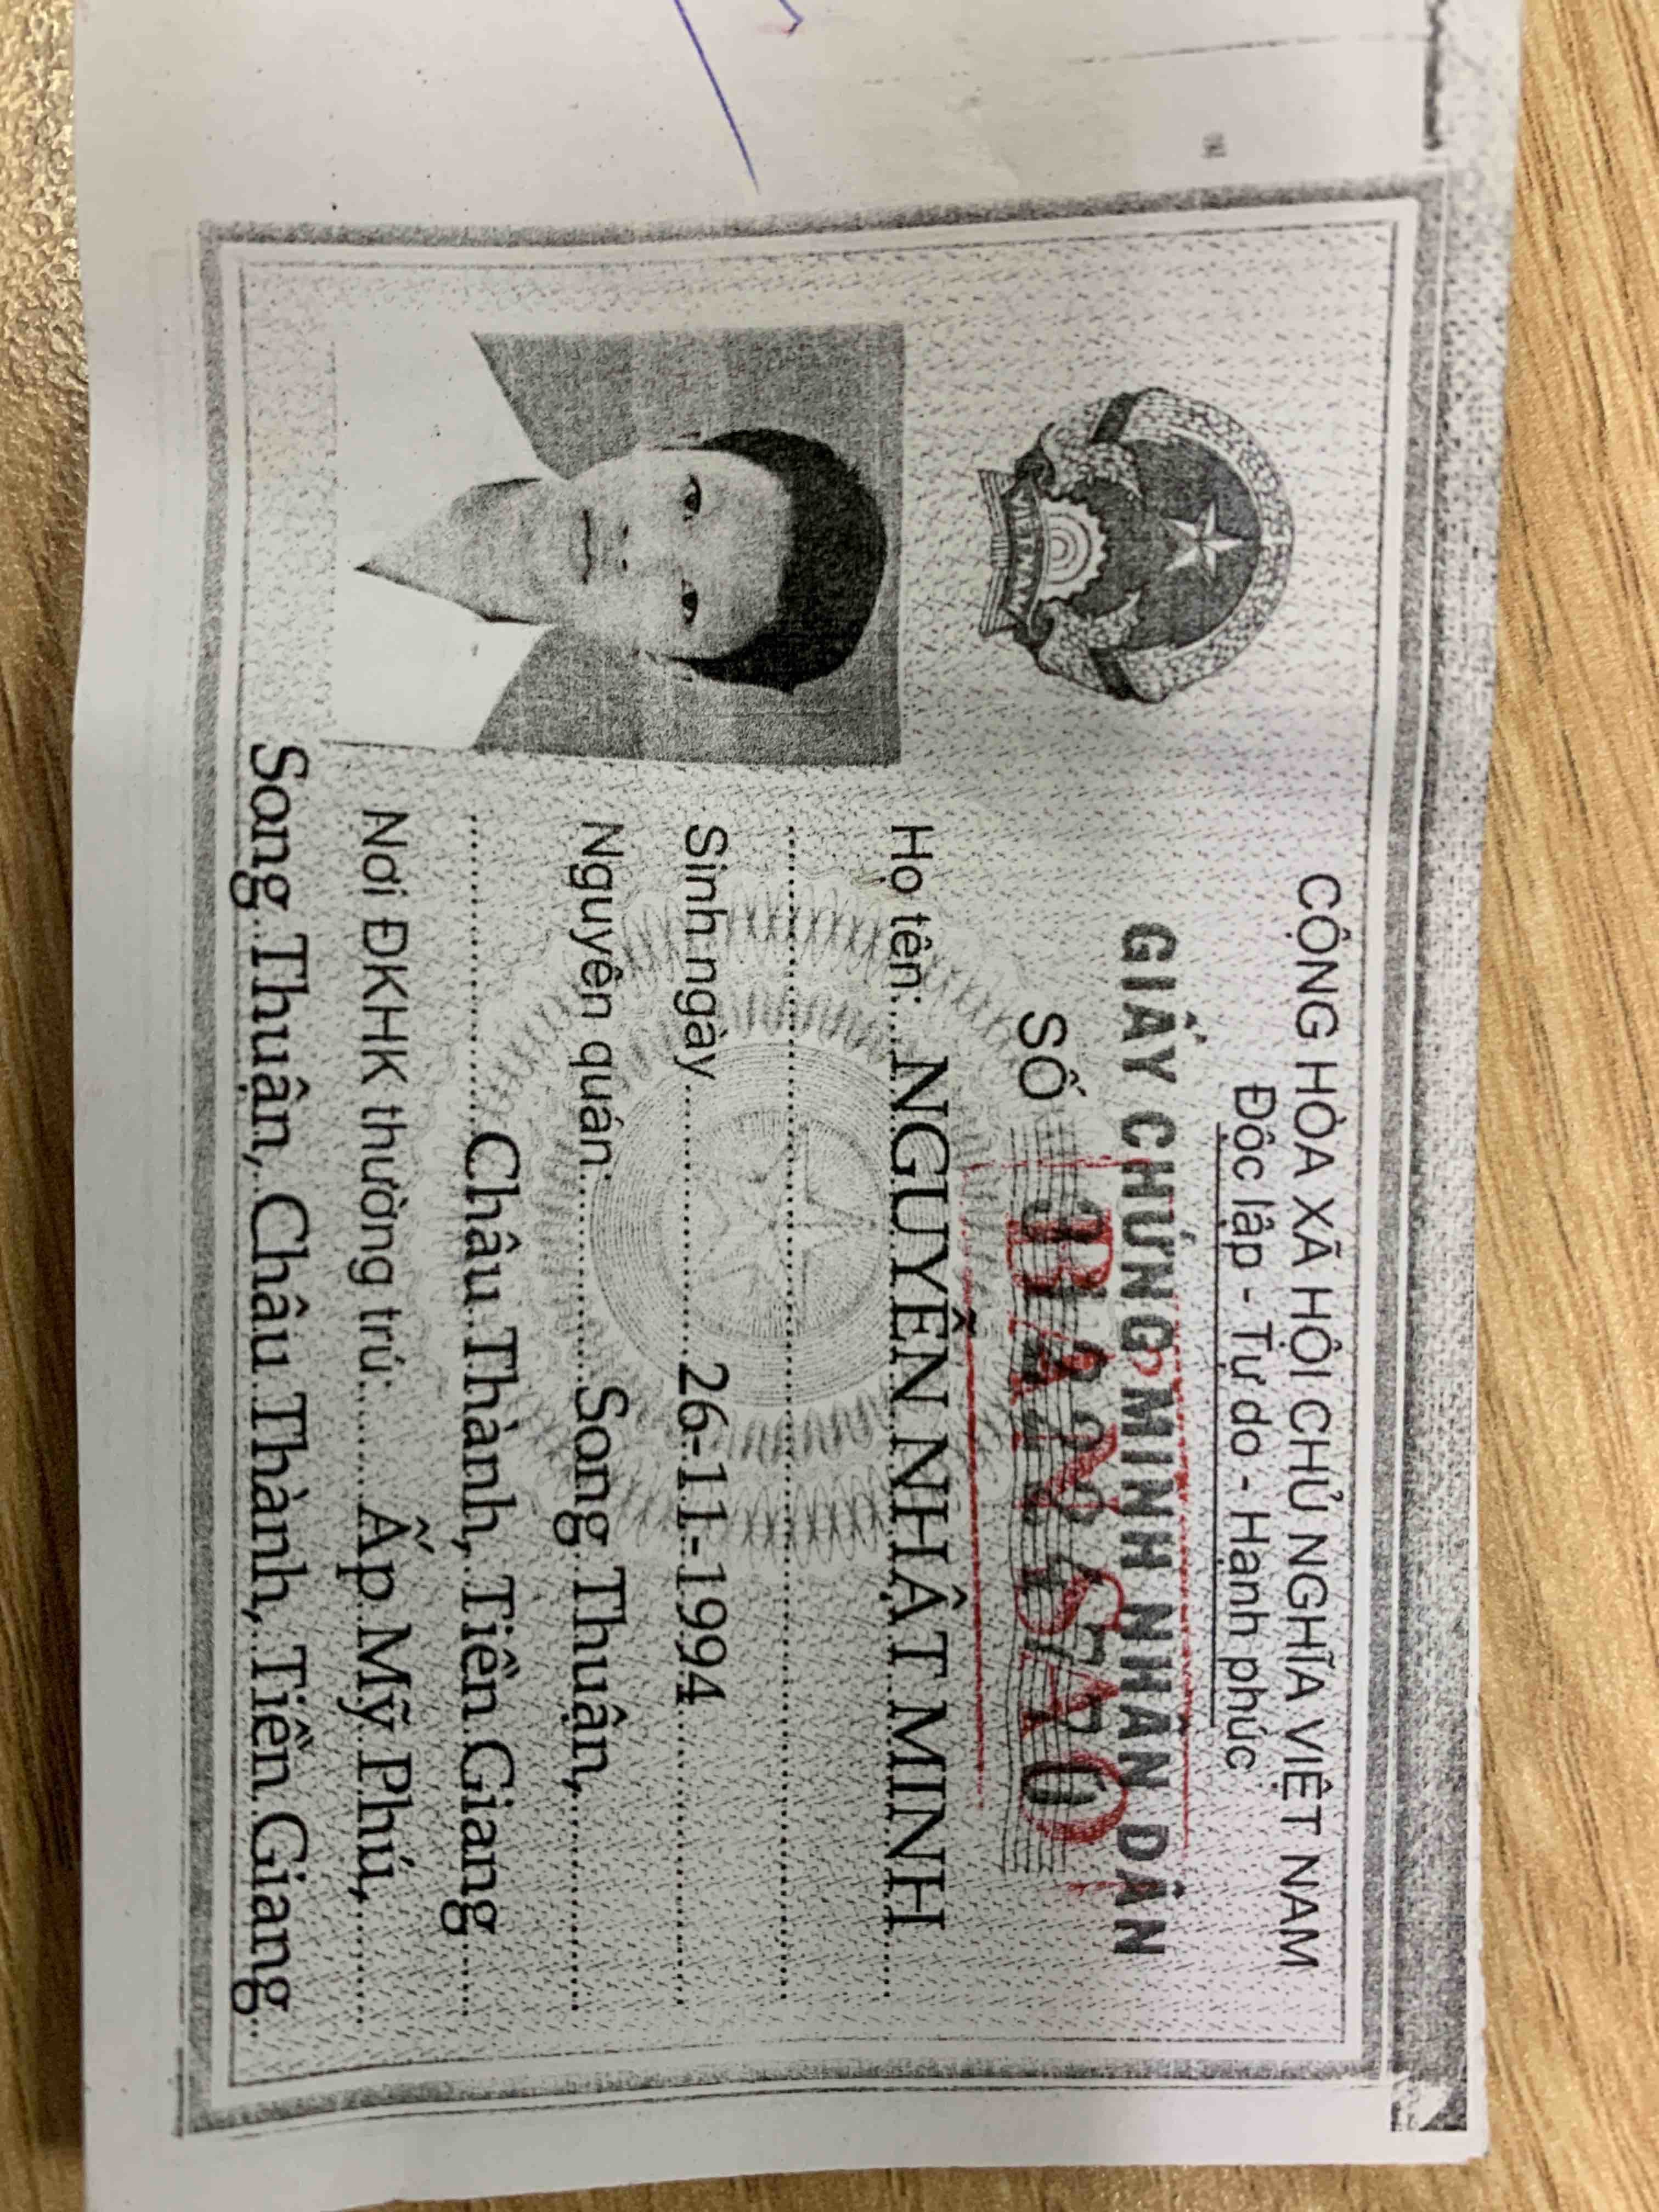 CỘNG HÒA XÃ HỘI CHỦ NGHĨA VIỆT NAM
Độc lập - Tự do - Hạnh phúc
GIẤY CHỨNG MINH NHÂN DÂN
SỐ
BẢN SAO
VIỆT NAM
Họ tên: NGUYỄN NHẬT MINH
Sinh ngày 26-11-1994
Nguyên quán Song Thuận,
Châu Thành, Tiền Giang
Nơi ĐKHK thường trú: Ấp Mỹ Phú,
Song Thuận, Châu Thành, Tiền Giang